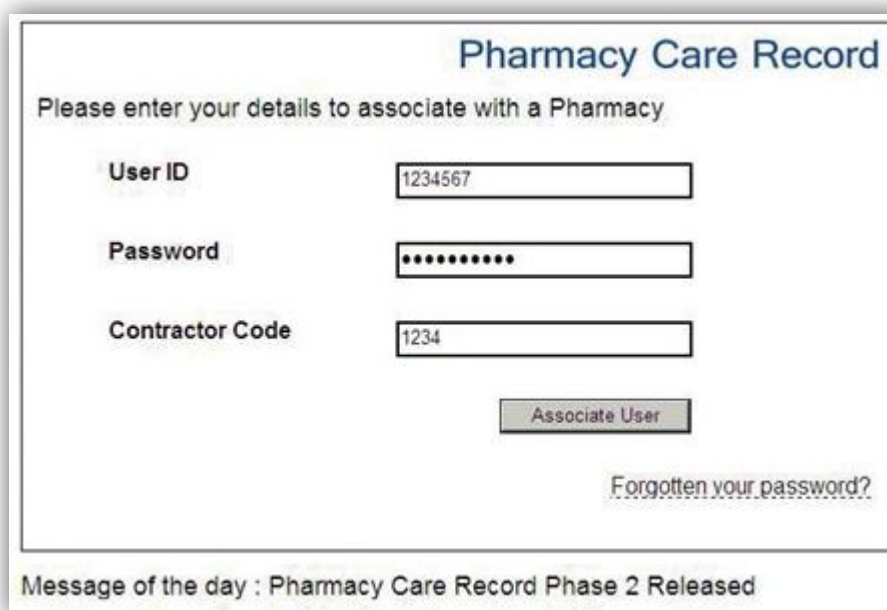 Pharmacy Care Record
Please enter your details to associate with a Pharmacy
User ID
1234567
Password
••••••••••
Contractor Code
1234
Associate User
Forgotten your password?
Message of the day : Pharmacy Care Record Phase 2 Released